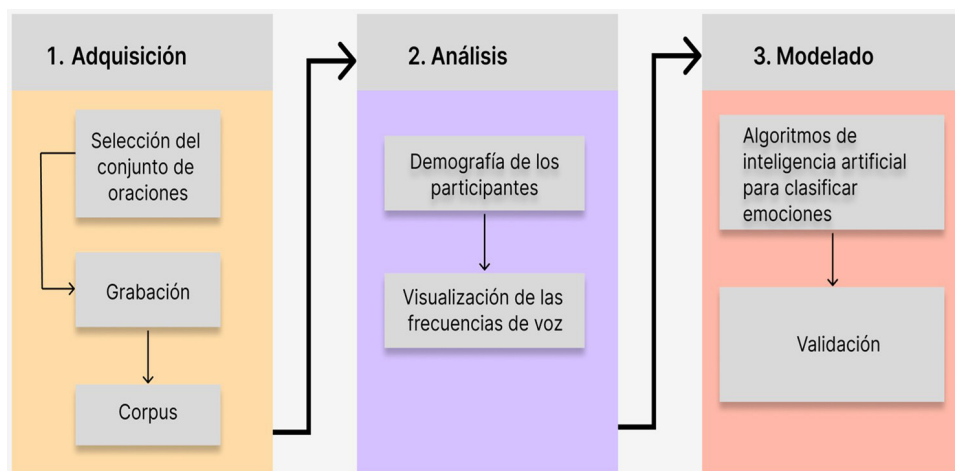 1. Adquisición
Selección del
conjunto de
oraciones
Grabación
Corpus
2. Análisis
Demografía de los
participantes
Visualización de las
frecuencias de voz
3. Modelado
Algoritmos de
inteligencia artificial
para clasificar
emociones
Validación